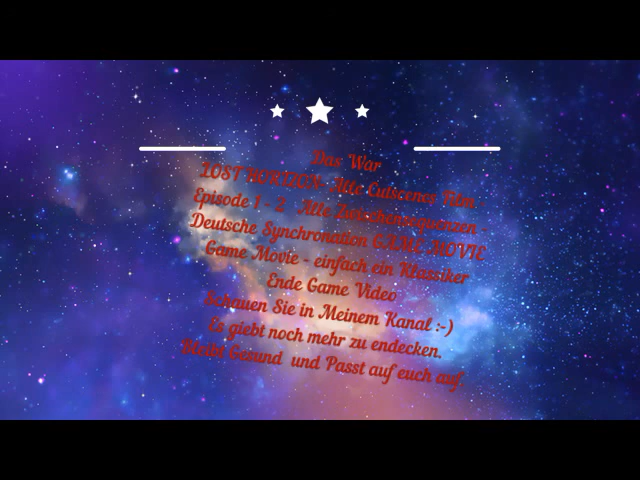 Das War
LOST HORIZON- Alle Cutscenes Film -
Episode 1 - 2 Alle Zwischensequenzen -
Deutsche Synchronation GAME MOVIE
Game Movie - einfach ein Klassiker
Ende Game Video
Schauen Sie in Meinem Kanal :-)
Es giebt noch mehr zu endecken.
Bleibt Gesund und Passt auf euch auf.